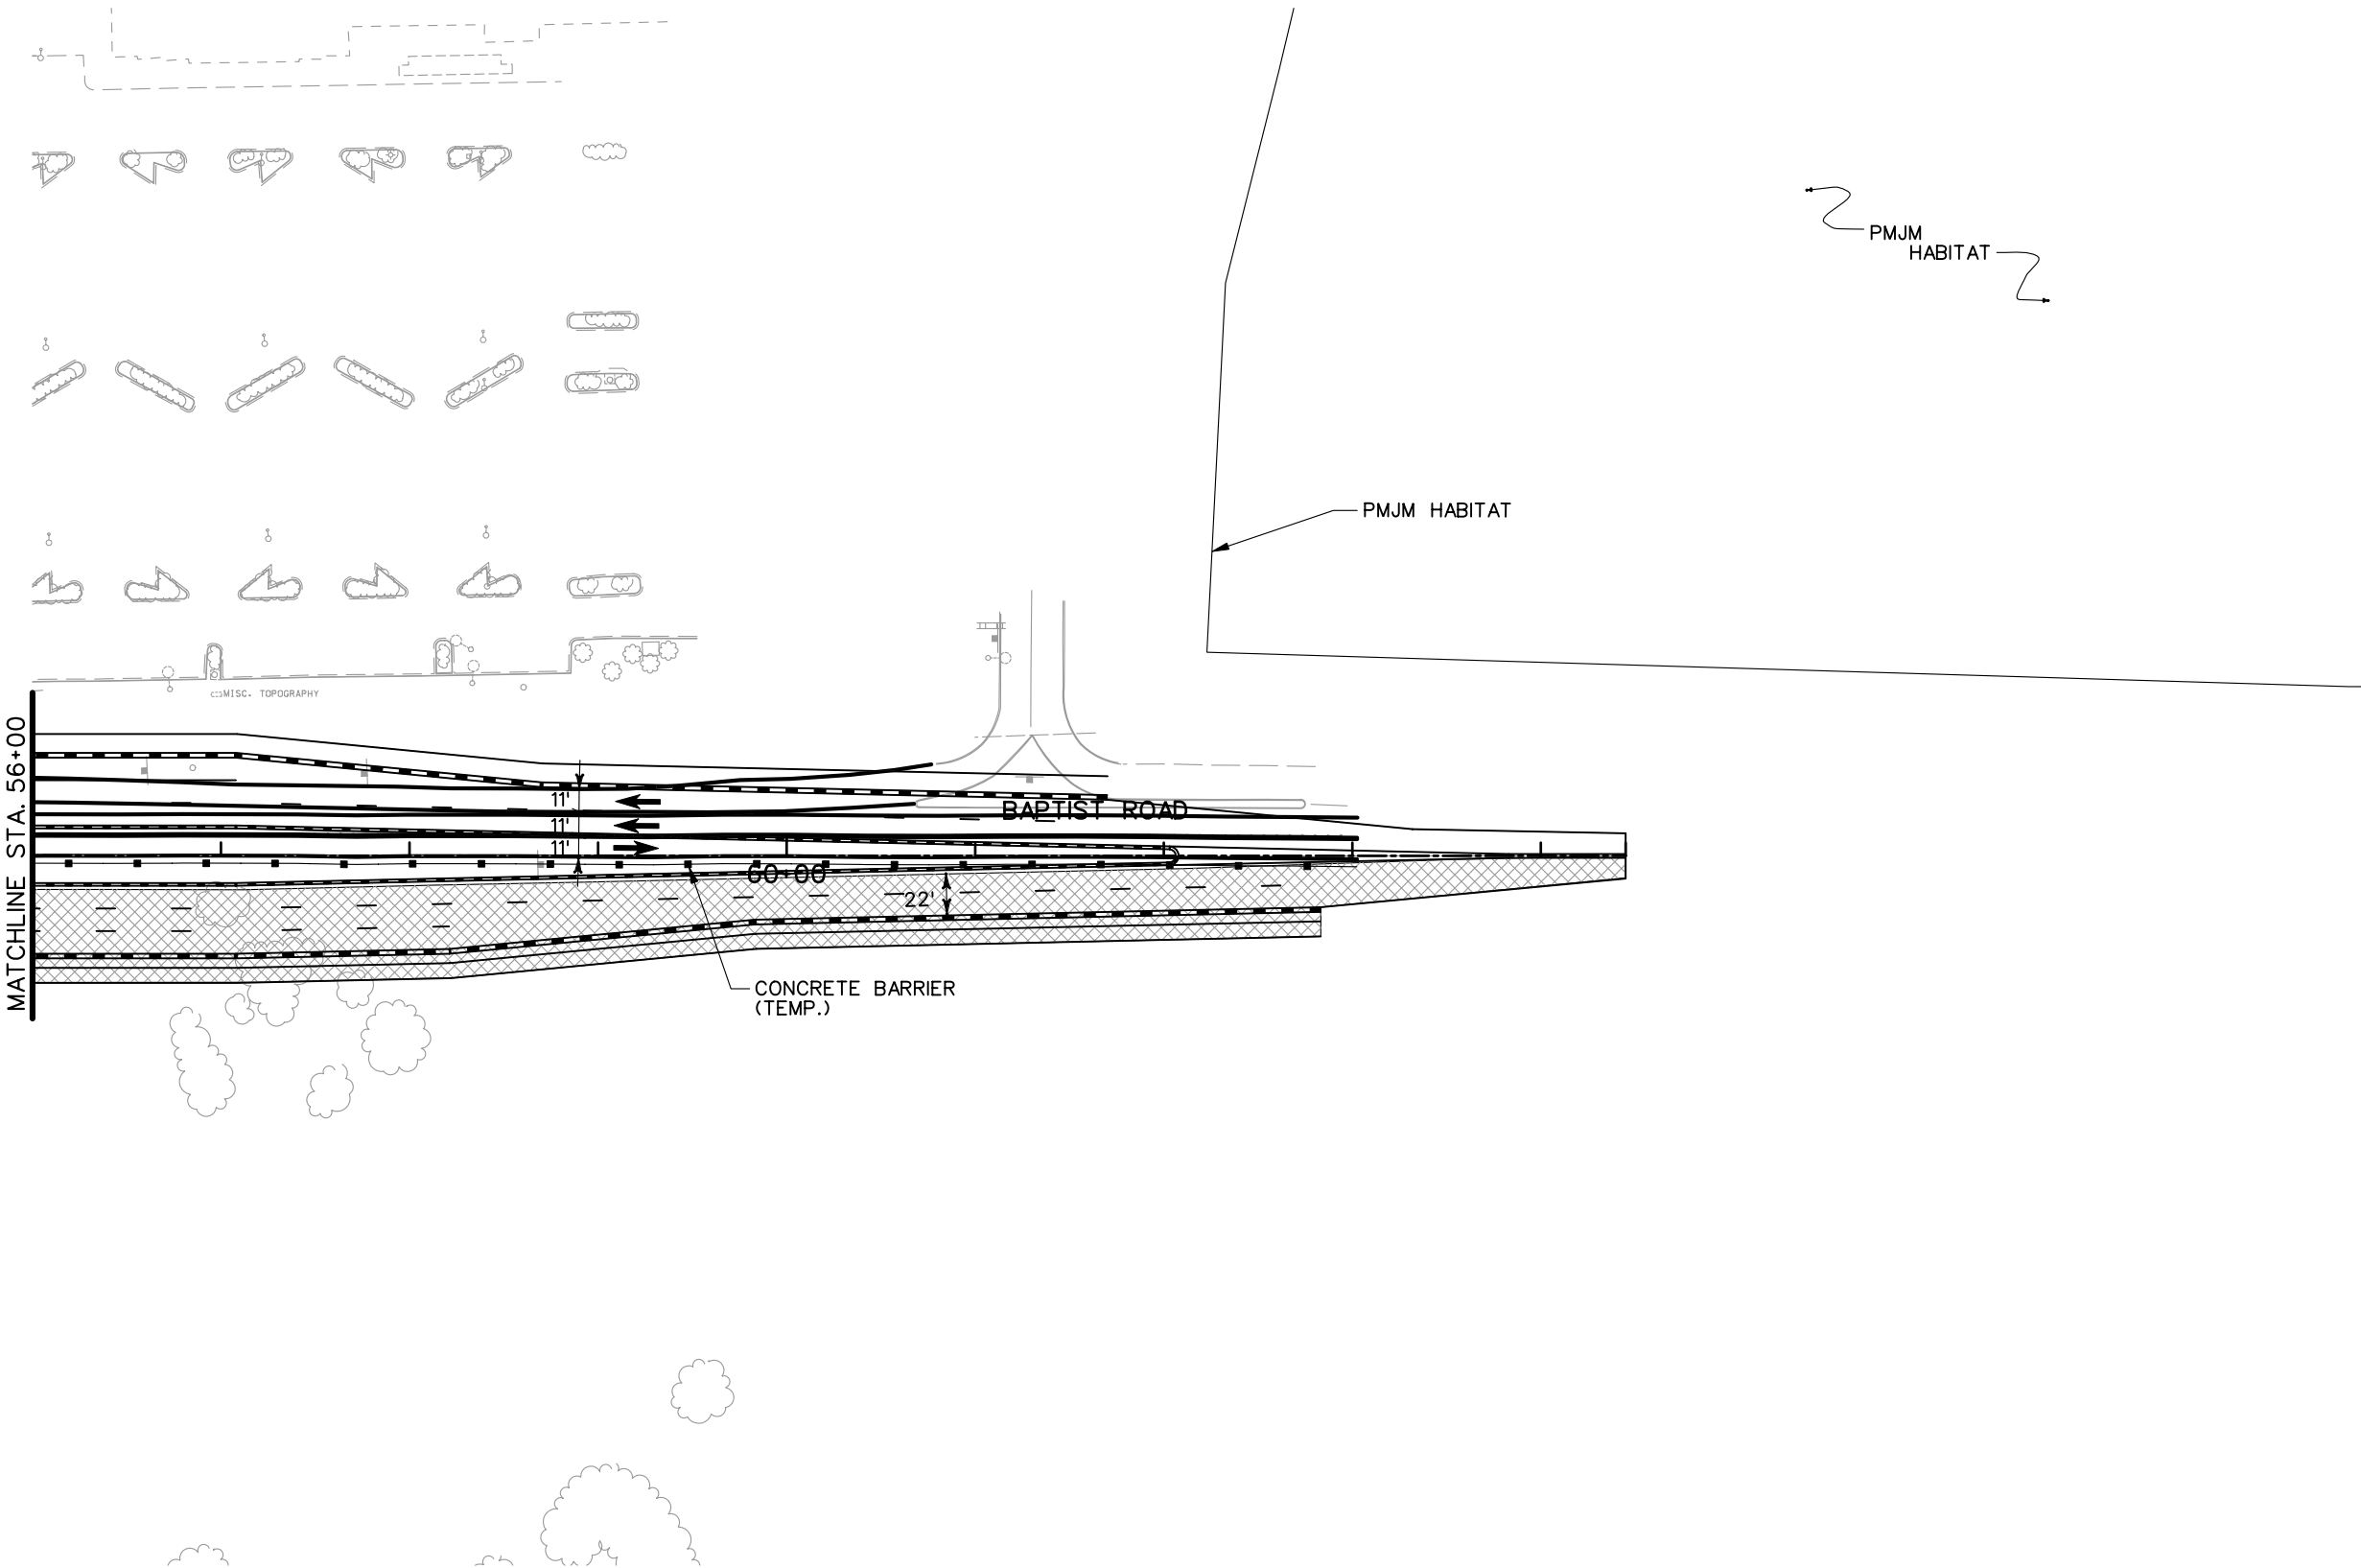 PMJM
HABITAT
PMJM HABITAT
MISC. TOPOGRAPHY
MATCHLINE STA. 56+00
11'
11'
11'
BAPTIST ROAD
60+00
22'
CONCRETE BARRIER
(TEMP.)